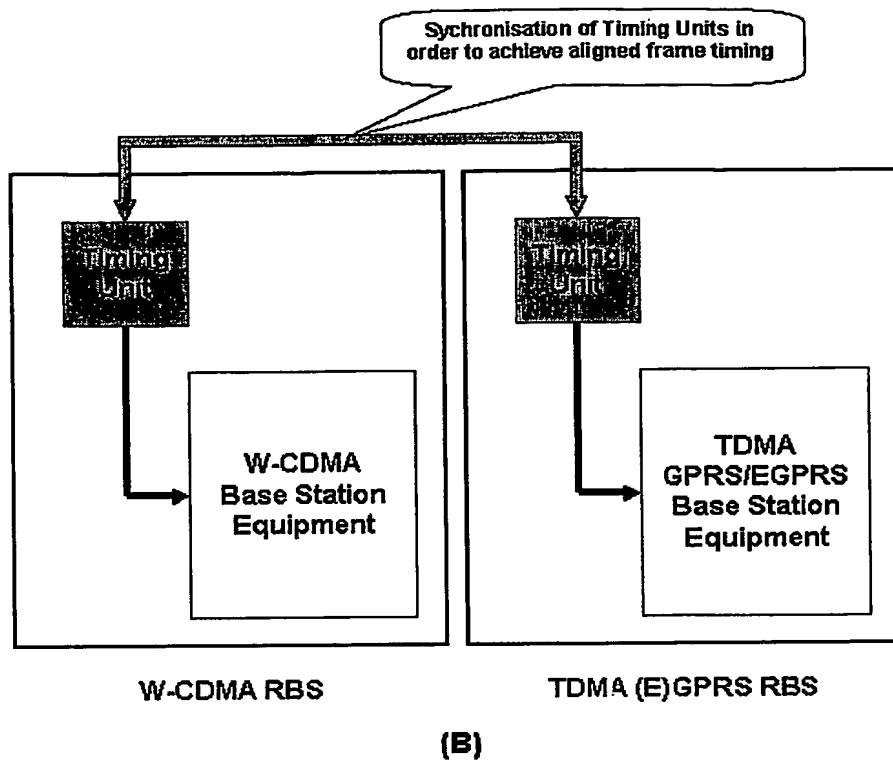 Sychronisation of Timing Units in
order to achieve aligned frame timing
Timing
Unit
Timing
Unit
W-CDMA
Base Station
Equipment
TDMA
GPRS/EGPRS
Base Station
Equipment
W-CDMA RBS
TDMA (E)GPRS RBS
(B)